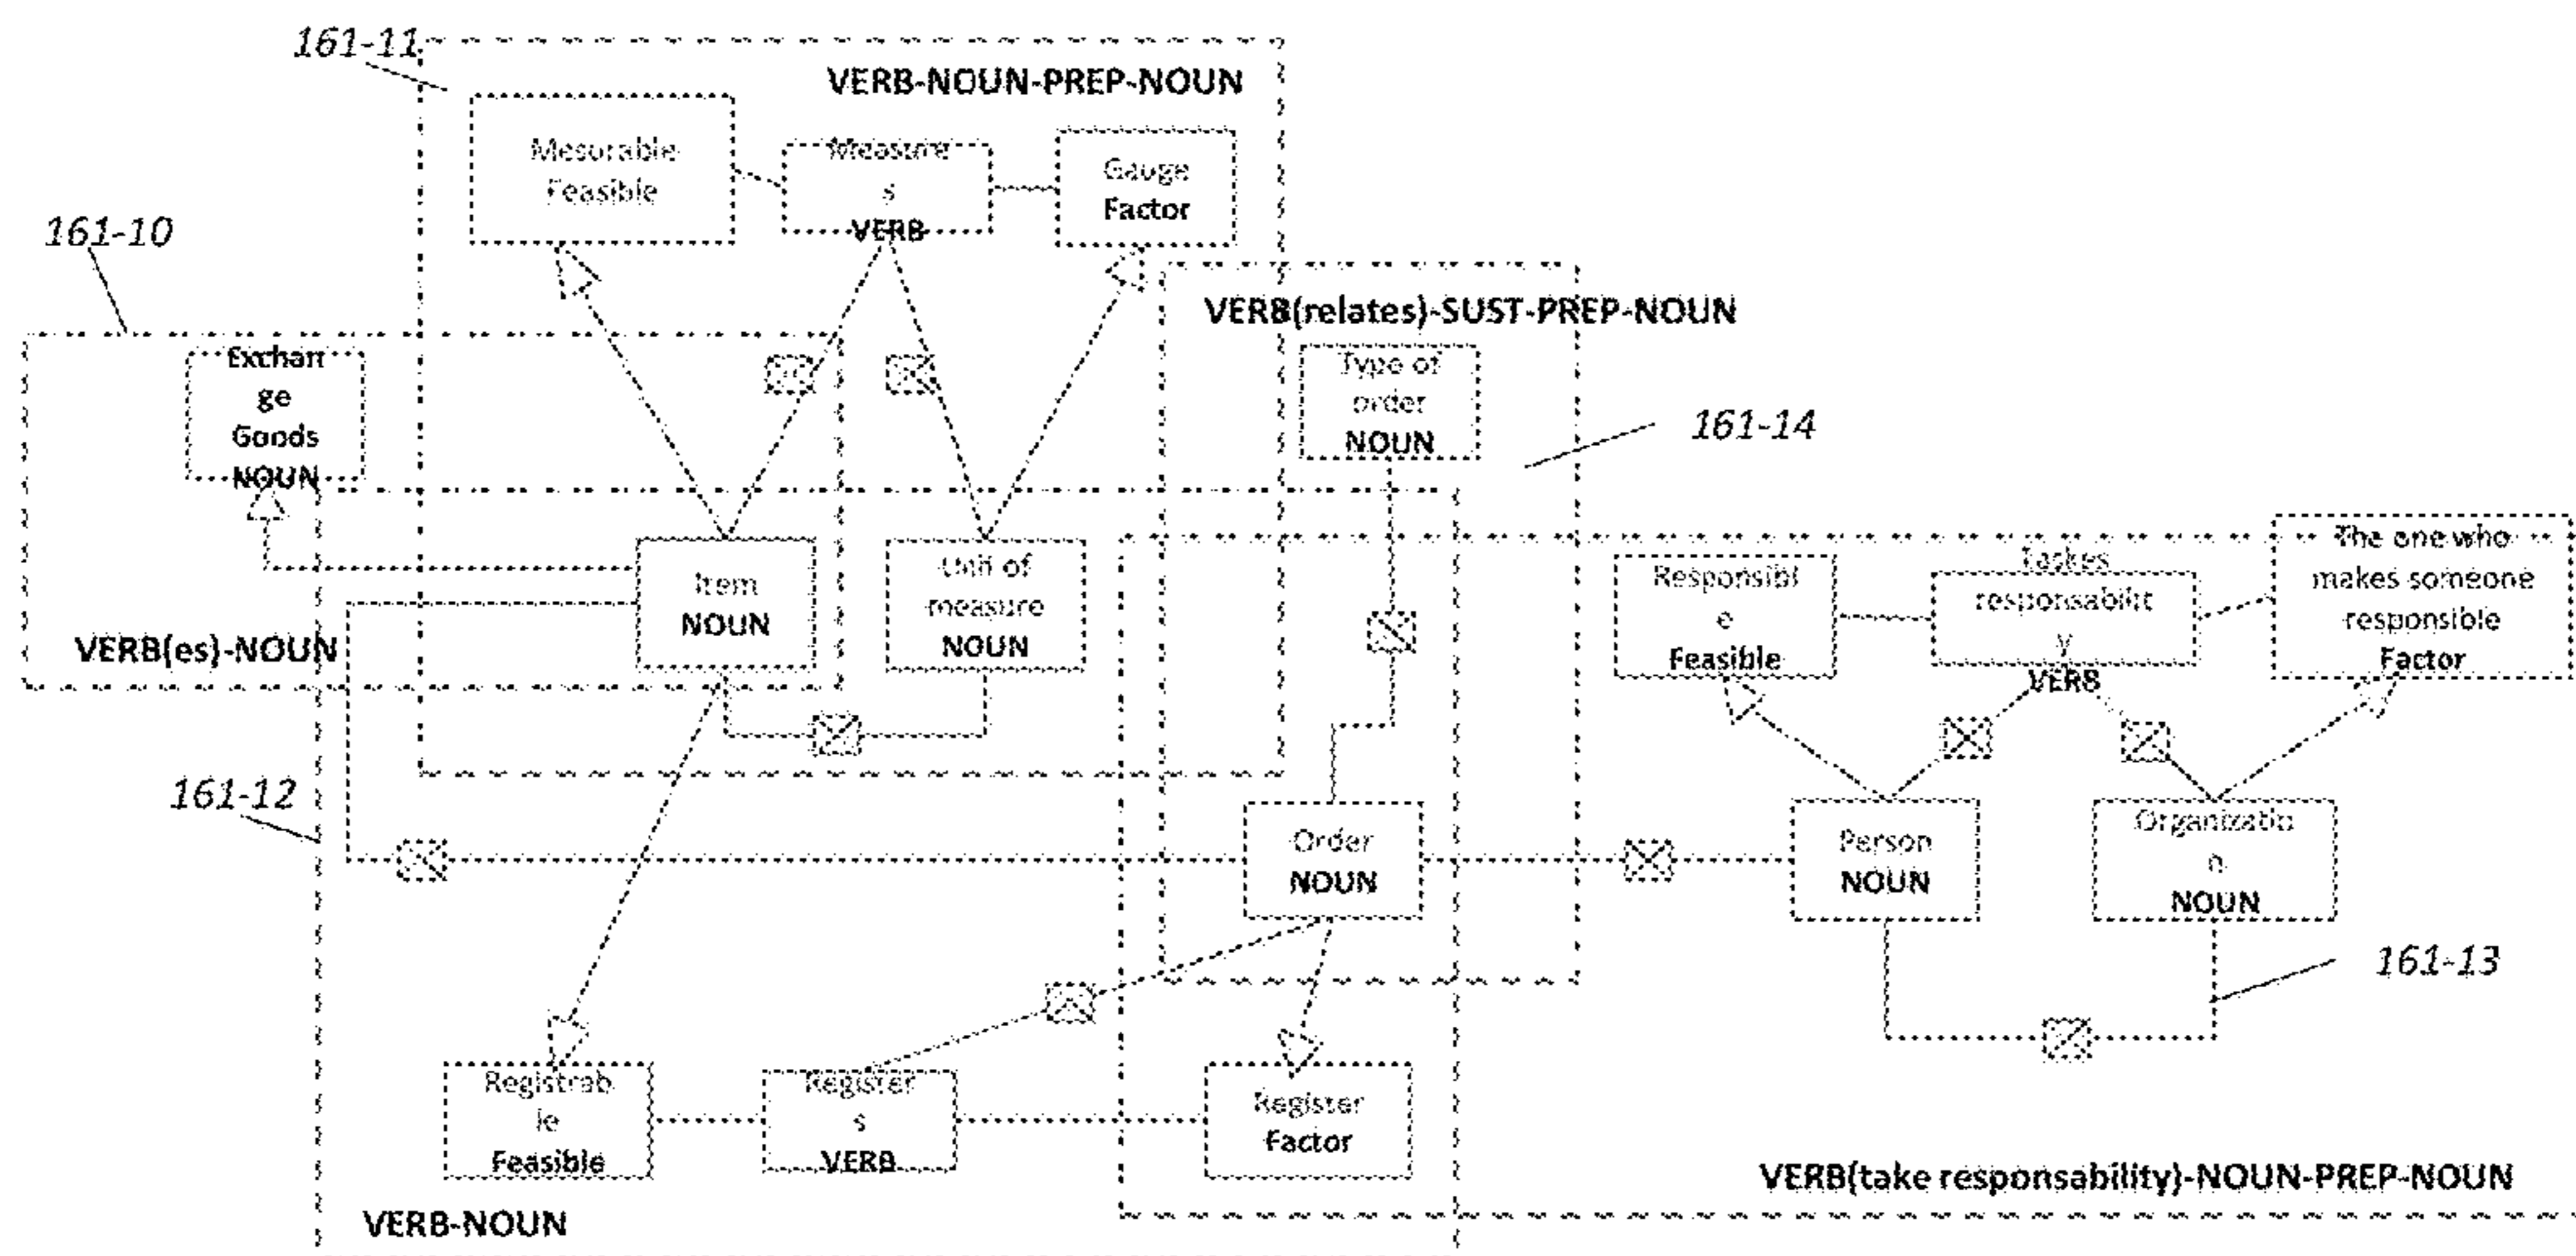 161-11
VERB-NOUN-PREP-NOUN
Mesurable
Feasible
Measure
s
VERB
Gauge
Factor
161-10
VERB(relates)-SUST-PREP-NOUN
Exchan
ge
Goods
NOUN
Type of
order
NOUN
161-14
Item
NOUN
Unit of
measure
NOUN
VERB(es)-NOUN
Responsibl
e
Feasible
Taskes
responsabilit
y
VERB
The one who
makes someone
responsible
Factor
161-12
Order
NOUN
Person
NOUN
Organizatio
n
NOUN
161-13
Registrab
le
Feasible
Register
s
VERB
Register
Factor
VERB(take responsability)-NOUN-PREP-NOUN
VERB-NOUN